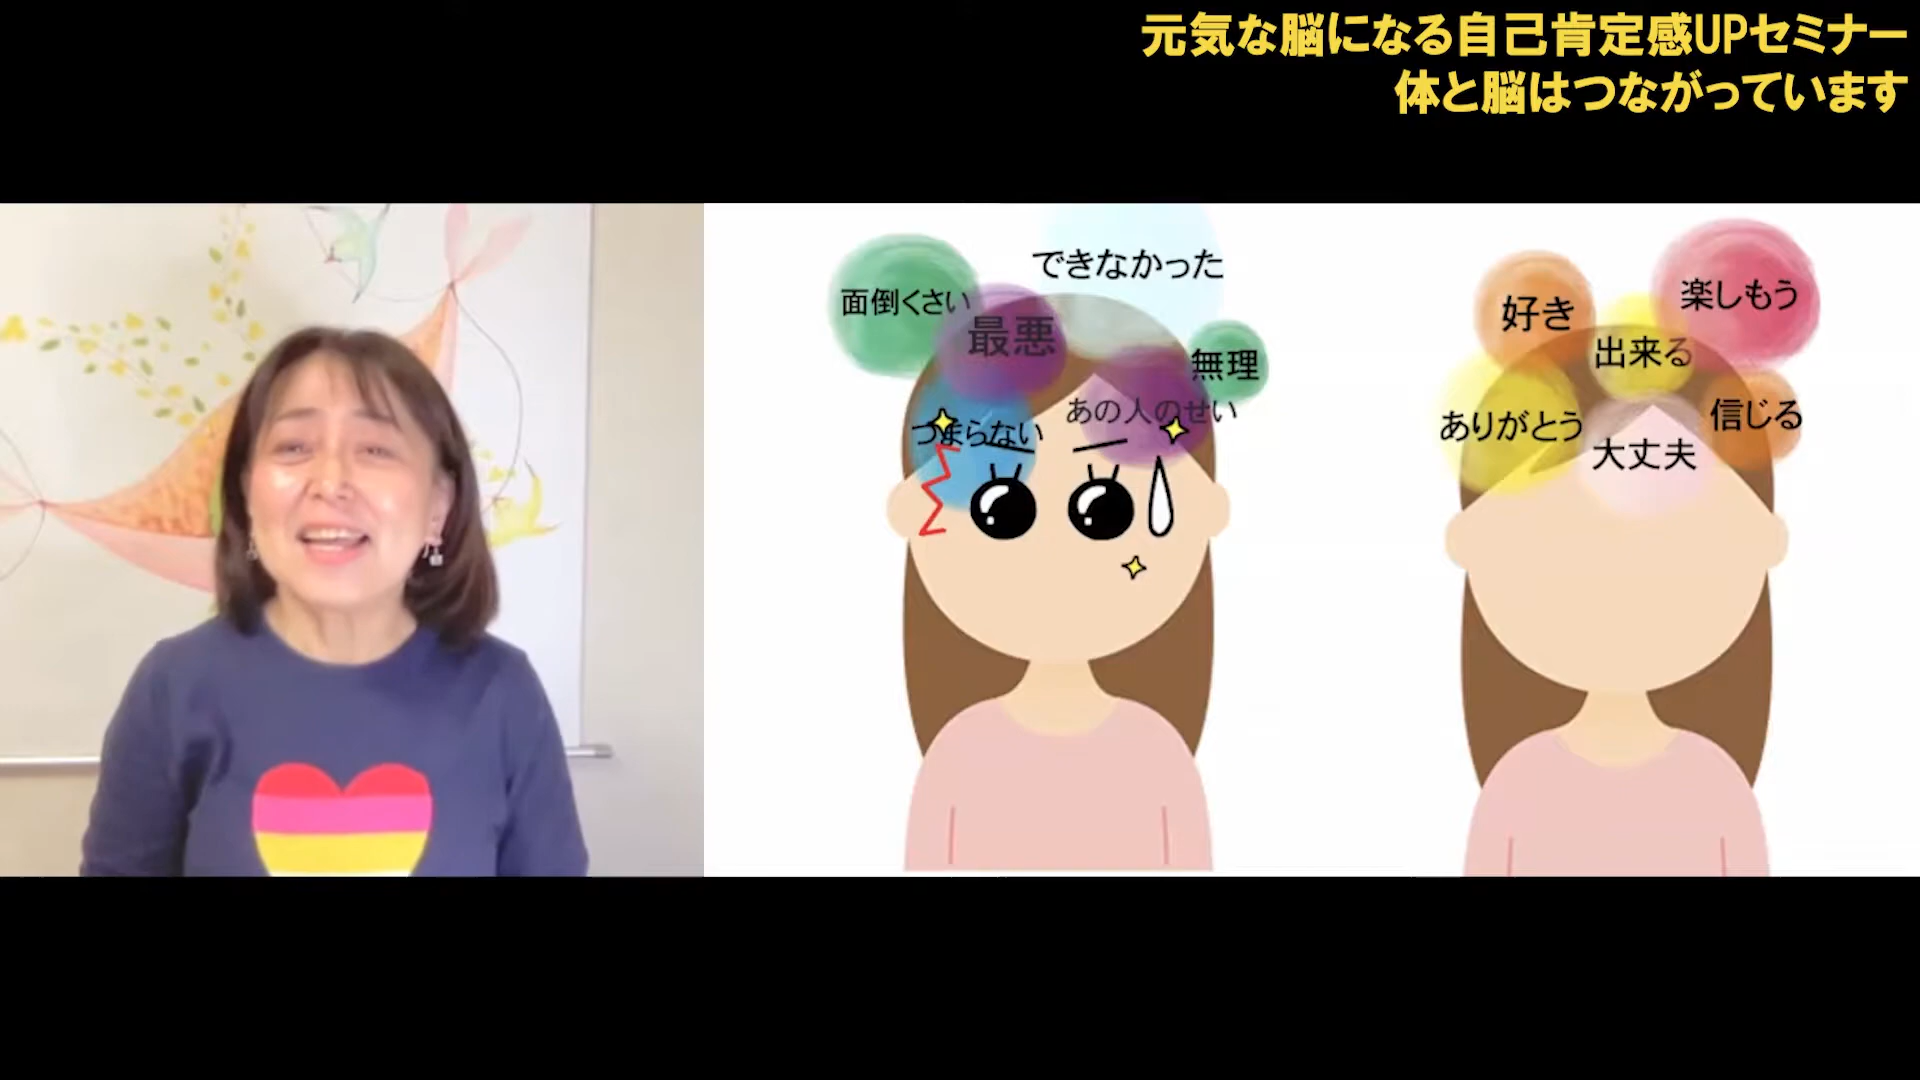 元気な脳になる自己肯定感UPセミナー
体と脳はつながっています
できなかった
面倒くさい
最悪
無理
あの人のせい
つまらない
好き
楽しもう
出来る
ありがとう
信じる
大丈夫